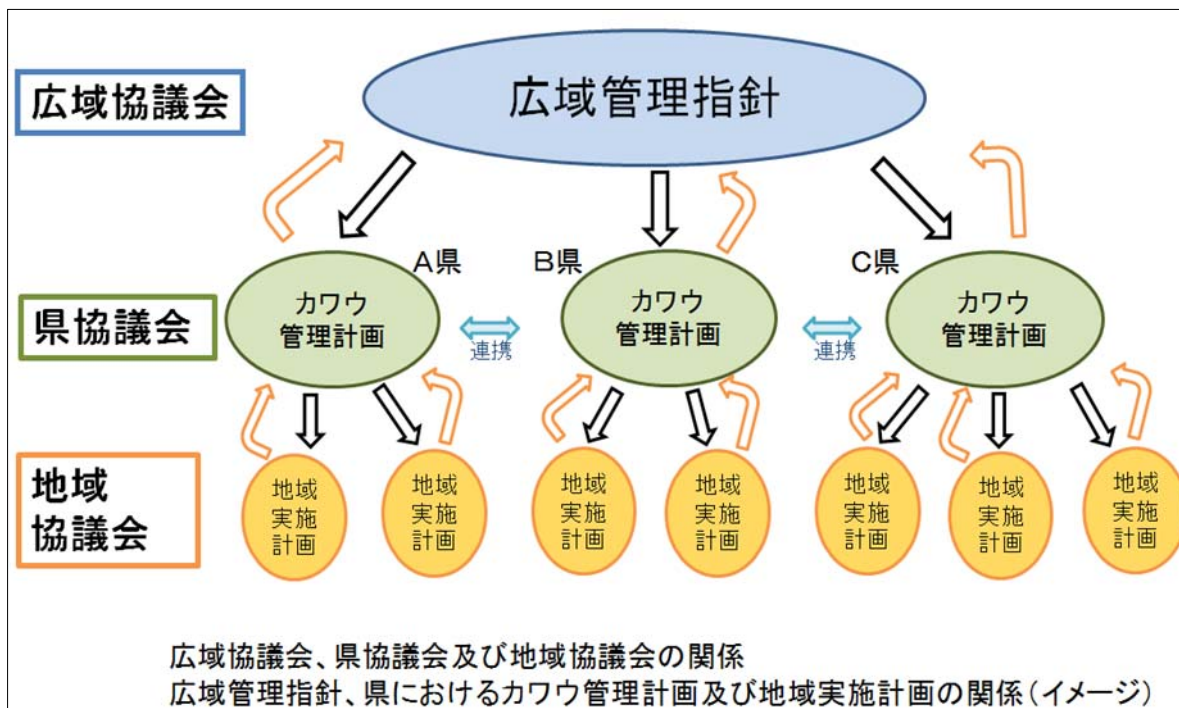 広域協議会
広域管理指針
A県
B県
C県
県協議会
カワウ
管理計画
連携
カワウ
管理計画
連携
カワウ
管理計画
地域
協議会
地域
実施
計画
地域
実施
計画
地域
実施
計画
地域
実施
計画
地域
実施
計画
地域
実施
計画
地域
実施
計画
広域協議会、県協議会及び地域協議会の関係
広域管理指針、県におけるカワウ管理計画及び地域実施計画の関係(イメージ)